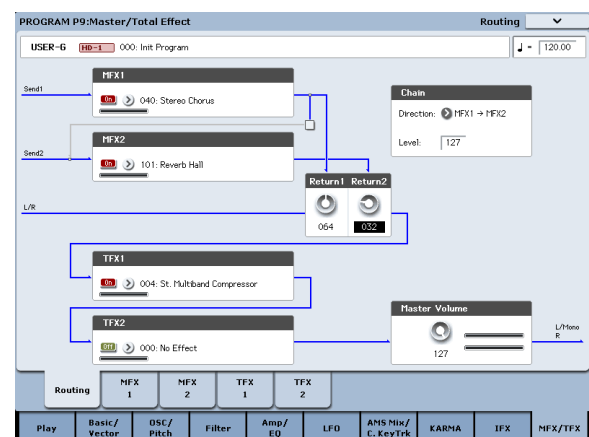 PROGRAM P9:Master/Total Effect Routing
USER-G HD-1 000: Init Program ♩ = 120.00
MFX1
Send1
On 040: Stereo Chorus
Chain
Direction: MFX1 → MFX2
Level: 127
MFX2
Send2
On 101: Reverb Hall
Return1 Return2
L/R
064 032
TFX1
On 004: St. Multiband Compressor
TFX2
Off 000: No Effect
Master Volume
127
L/Mono
R
Routing MFX 1 MFX 2 TFX 1 TFX 2
Play Basic/Vector OSC/Pitch Filter Amp/EQ LFO AMS Mix/C. KeyTrk KARMA IFX MFX/TFX